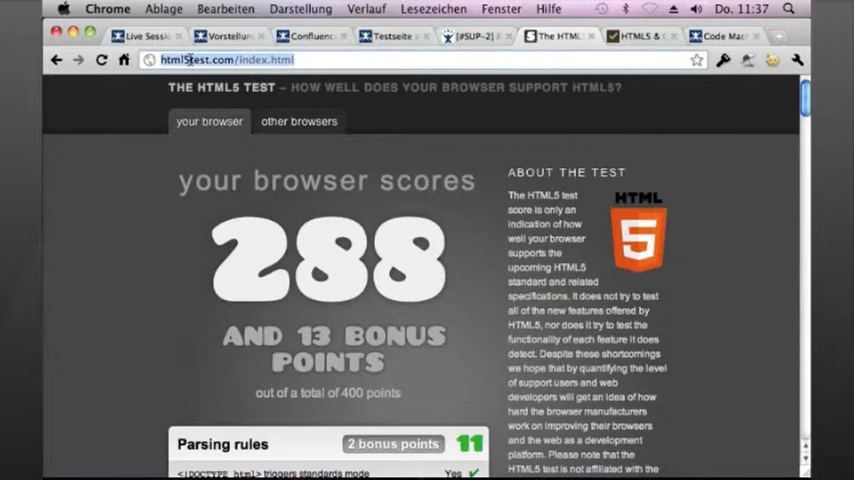 Chrome Ablage Bearbeiten Darstellung Verlauf Lesezeichen Fenster Hilfe Do. 11:37
Live Sessi Vorstellun Confluenc Testseite [#SUP-2] F The HTML HTML5 & Code Mac
html5test.com/index.html
THE HTML5 TEST – HOW WELL DOES YOUR BROWSER SUPPORT HTML5?
your browser other browsers
your browser scores
288
AND 13 BONUS
POINTS
out of a total of 400 points
Parsing rules 2 bonus points 11
<!DOCTYPE html> triggers standards mode Yes ✔
ABOUT THE TEST
HTML
5
The HTML5 test
score is only an
indication of how
well your browser
supports the
upcoming HTML5
standard and related
specifications. It does not try to test
all of the new features offered by
HTML5, nor does it try to test the
functionality of each feature it does
detect. Despite these shortcomings
we hope that by quantifying the level
of support users and web
developers will get an idea of how
hard the browser manufacturers
work on improving their browsers
and the web as a development
platform. Please note that the
HTML5 test is not affiliated with the